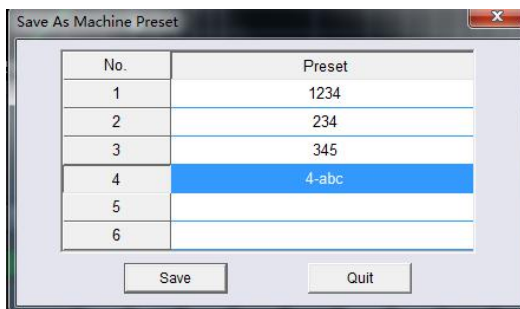 Save As Machine Preset
No. Preset
1 1234
2 234
3 345
4 4-abc
5
6
Save Quit